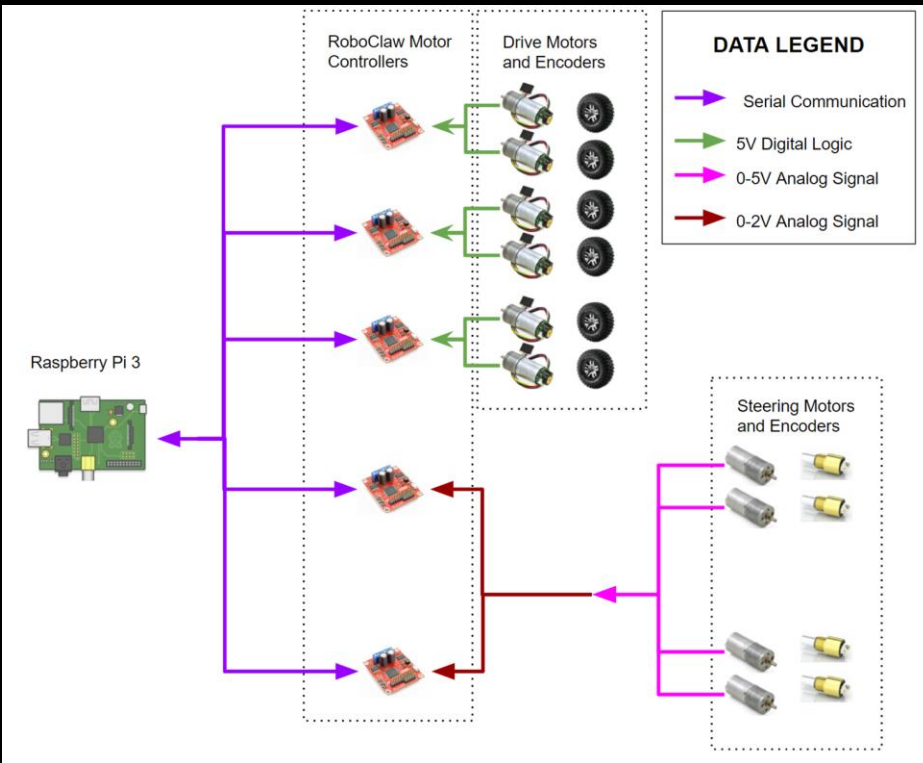 RoboClaw Motor
Controllers
Drive Motors
and Encoders
DATA LEGEND
Serial Communication
5V Digital Logic
0-5V Analog Signal
0-2V Analog Signal
Raspberry Pi 3
Steering Motors
and Encoders